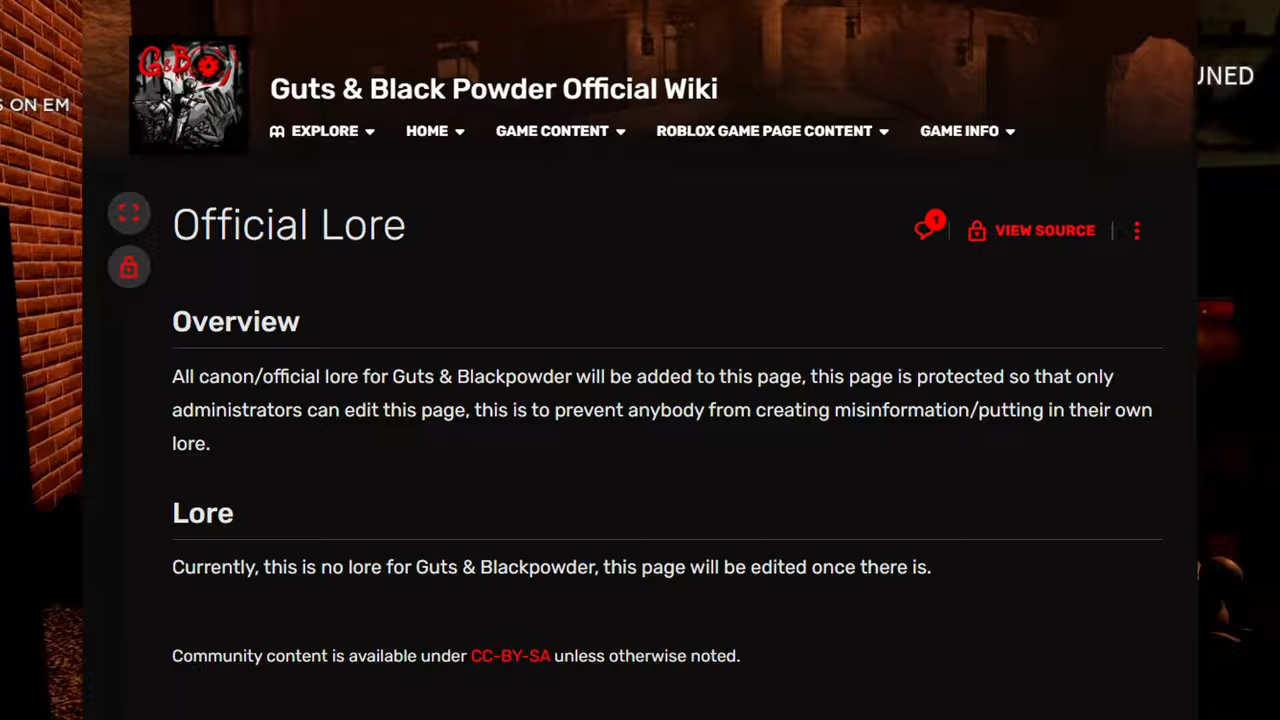 G&B
Guts & Black Powder Official Wiki
S ON EM
UNED
EXPLORE
HOME
GAME CONTENT
ROBLOX GAME PAGE CONTENT
GAME INFO
Official Lore
1
VIEW SOURCE
Overview
All canon/official lore for Guts & Blackpowder will be added to this page, this page is protected so that only
administrators can edit this page, this is to prevent anybody from creating misinformation/putting in their own
lore.
Lore
Currently, this is no lore for Guts & Blackpowder, this page will be edited once there is.
Community content is available under CC-BY-SA unless otherwise noted.